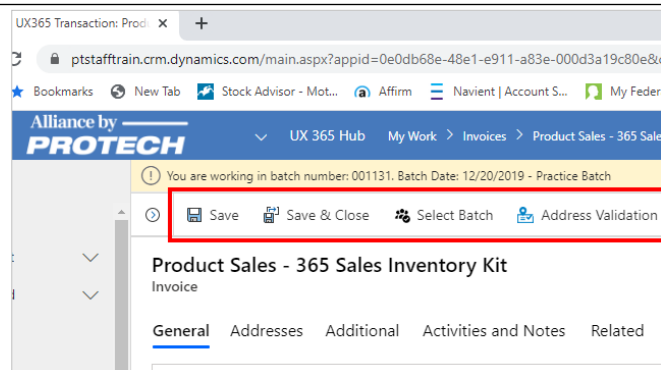 UX365 Transaction: Prod
ptstafftrain.crm.dynamics.com/main.aspx?appid=0e0db68e-48e1-e911-a83e-000d3a19c80e&
Bookmarks New Tab Stock Advisor - Mot... Affirm Navient | Account S... My Feder
Alliance by
PROTECH UX 365 Hub My Work > Invoices > Product Sales - 365 Sale
You are working in batch number: 001131. Batch Date: 12/20/2019 - Practice Batch
Save Save & Close Select Batch Address Validation
Product Sales - 365 Sales Inventory Kit
Invoice
General Addresses Additional Activities and Notes Related